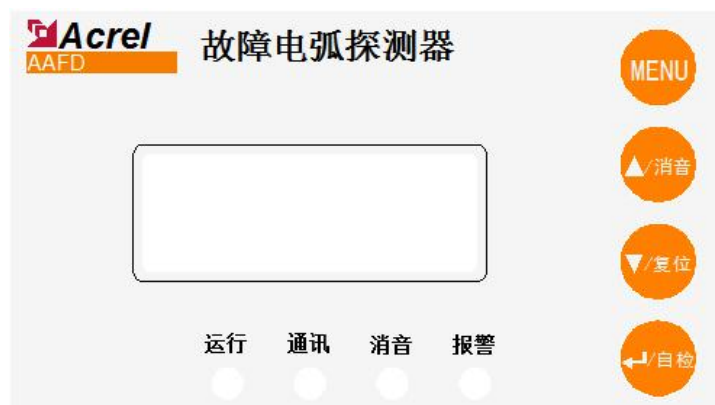 Acrel
AAFD
故障电弧探测器
MENU
▲/消音
▼/复位
↵/自检
运行 通讯 消音 报警